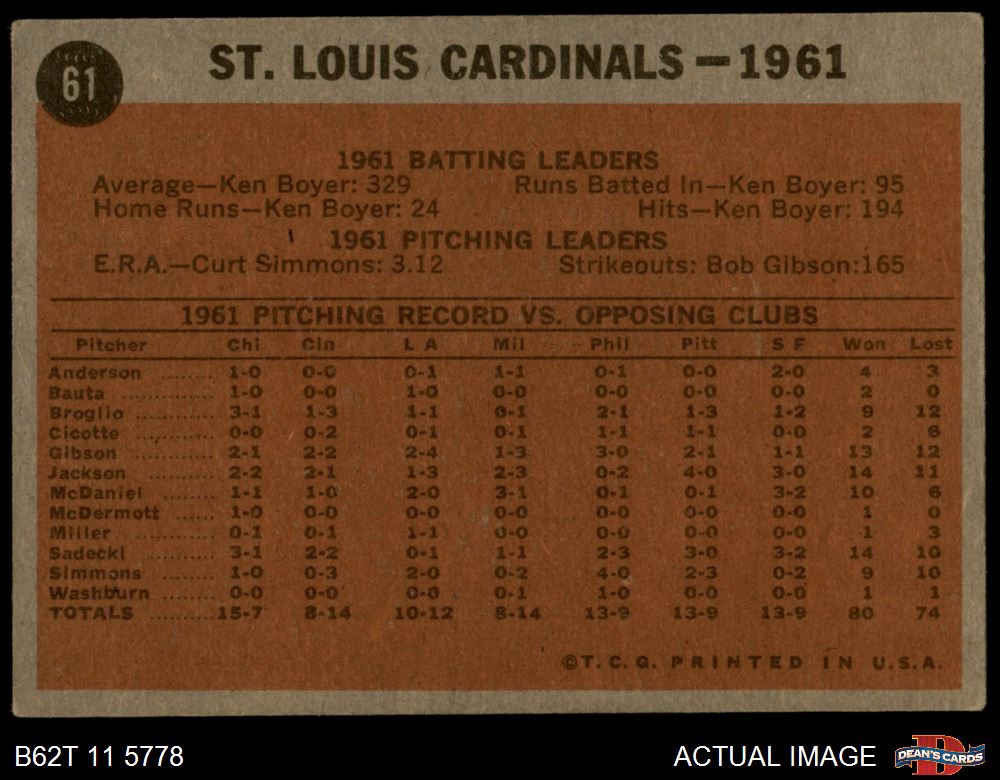 61
ST. LOUIS CARDINALS—1961
1961 BATTING LEADERS
Average—Ken Boyer: 329 Runs Batted In—Ken Boyer: 95
Home Runs—Ken Boyer: 24 Hits—Ken Boyer: 194
1961 PITCHING LEADERS
E.R.A.—Curt Simmons: 3.12 Strikeouts: Bob Gibson:165
1961 PITCHING RECORD VS. OPPOSING CLUBS
Pitcher Chi Cin L A Mil Phil Pitt S F Won Lost
Anderson ........ 1-0 0-0 0-1 1-1 0-1 0-0 2-0 4 3
Bauta ............ 1-0 0-0 1-0 0-0 0-0 0-0 0-0 2 0
Broglio ............ 3-1 1-3 1-1 0-1 2-1 1-3 1-2 9 12
Cicotte ............ 0-0 0-2 0-1 0-1 1-1 1-1 0-0 2 6
Gibson ............ 2-1 2-2 2-4 1-3 3-0 2-1 1-1 13 12
Jackson .......... 2-2 2-1 1-3 2-3 0-2 4-0 3-0 14 11
McDaniel ........ 1-1 1-0 2-0 3-1 0-1 0-1 3-2 10 6
McDermott ...... 1-0 0-0 0-0 0-0 0-0 0-0 0-0 1 0
Miller ............ 0-1 0-1 1-1 0-0 0-0 0-0 0-0 1 3
Sadecki .......... 3-1 2-2 0-1 1-1 2-3 3-0 3-2 14 10
Simmons ........ 1-0 0-3 2-0 0-2 4-0 2-3 0-2 9 10
Washburn ........ 0-0 0-0 0-0 0-1 1-0 0-0 0-0 1 1
TOTALS ..........15-7 8-14 10-12 8-14 13-9 13-9 13-9 80 74
©T.C.G. PRINTED IN U.S.A.
B62T 11 5778 ACTUAL IMAGE
DEAN'S CARDS